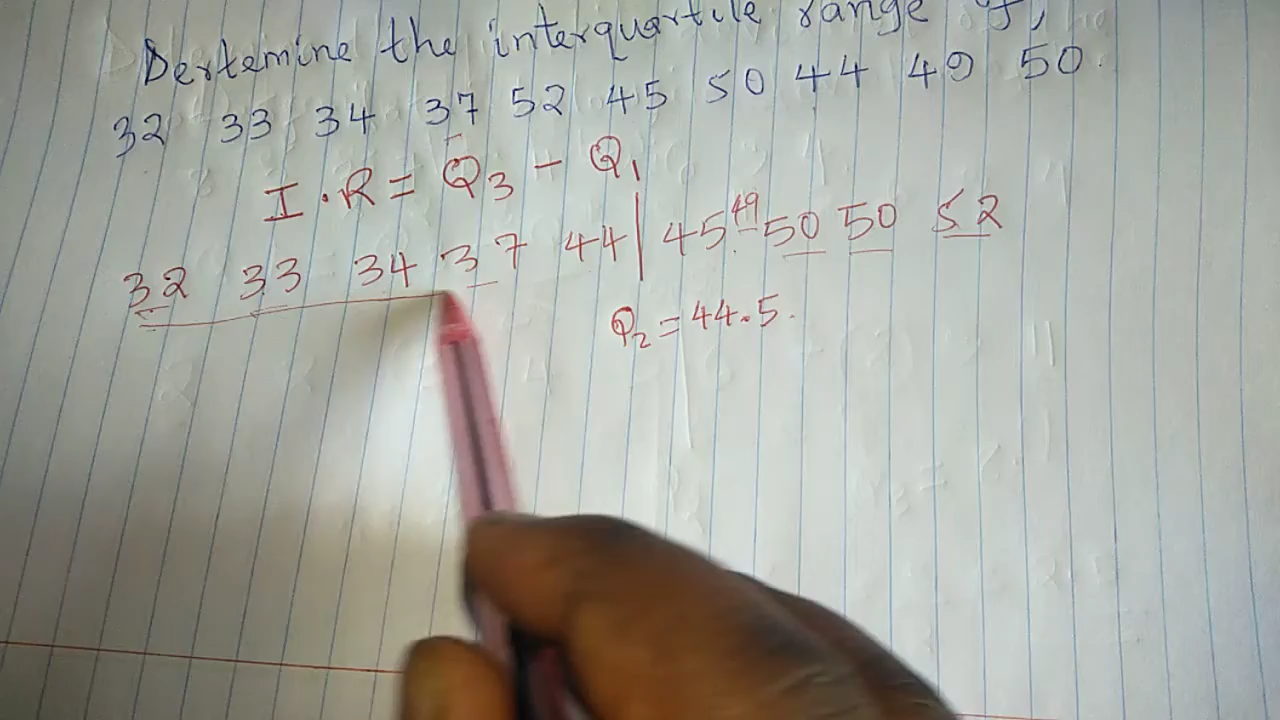 Dertemine the interquartile range of,
32 33 34 37 52 45 50 44 49 50.
I.R = Q3 - Q1
32 33 34 37 44 | 45 49 50 50 52
Q2 = 44.5.